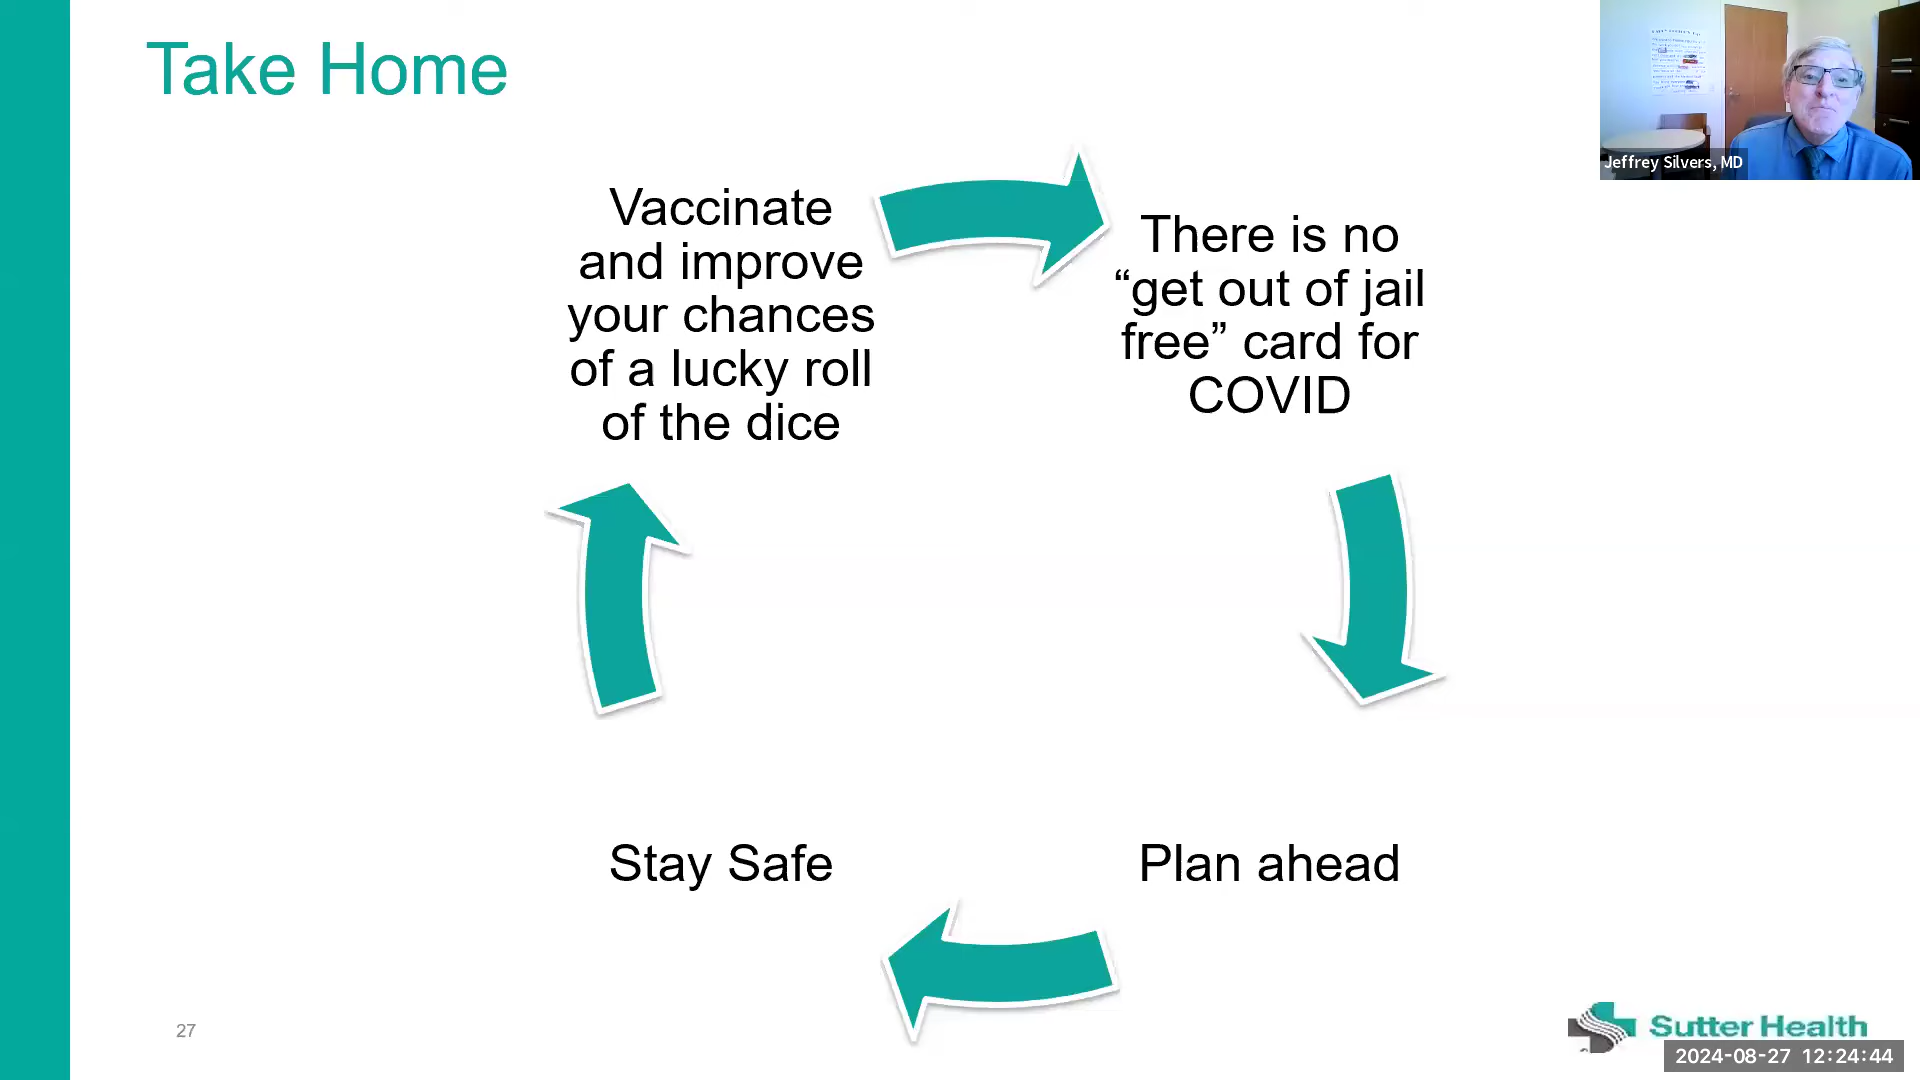 Take Home
Jeffrey Silvers, MD
Vaccinate
and improve
your chances
of a lucky roll
of the dice
There is no
“get out of jail
free” card for
COVID
Plan ahead
Stay Safe
27
Sutter Health
2024-08-27 12:24:44